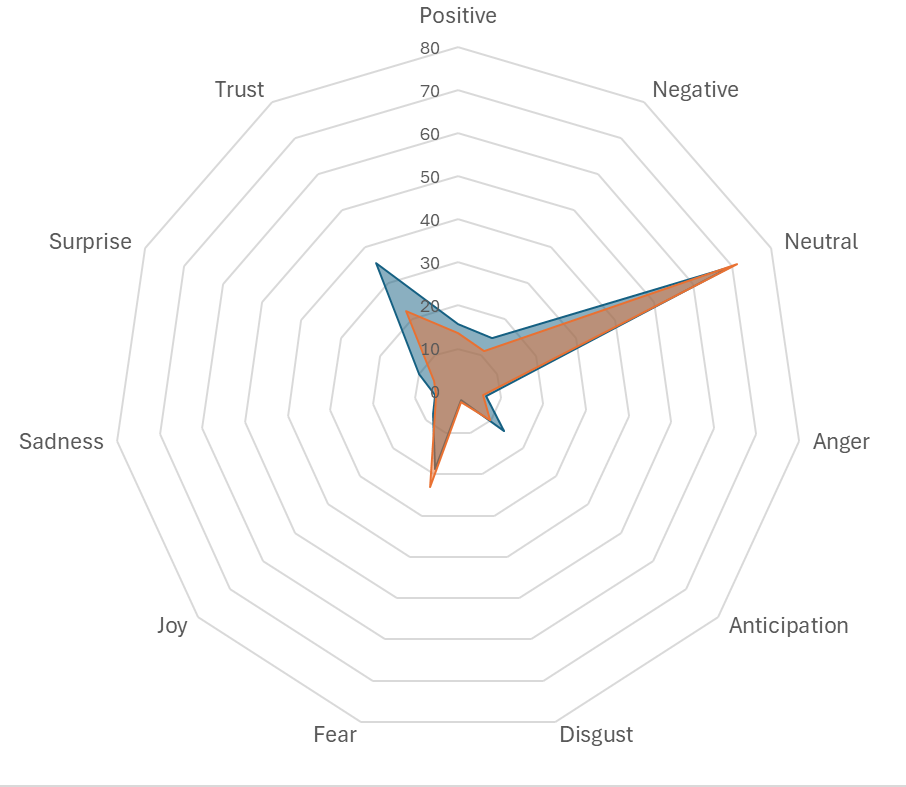 Positive
80
Trust
Negative
70
60
50
40
Surprise
Neutral
30
20
10
0
Sadness
Anger
Joy
Anticipation
Fear
Disgust